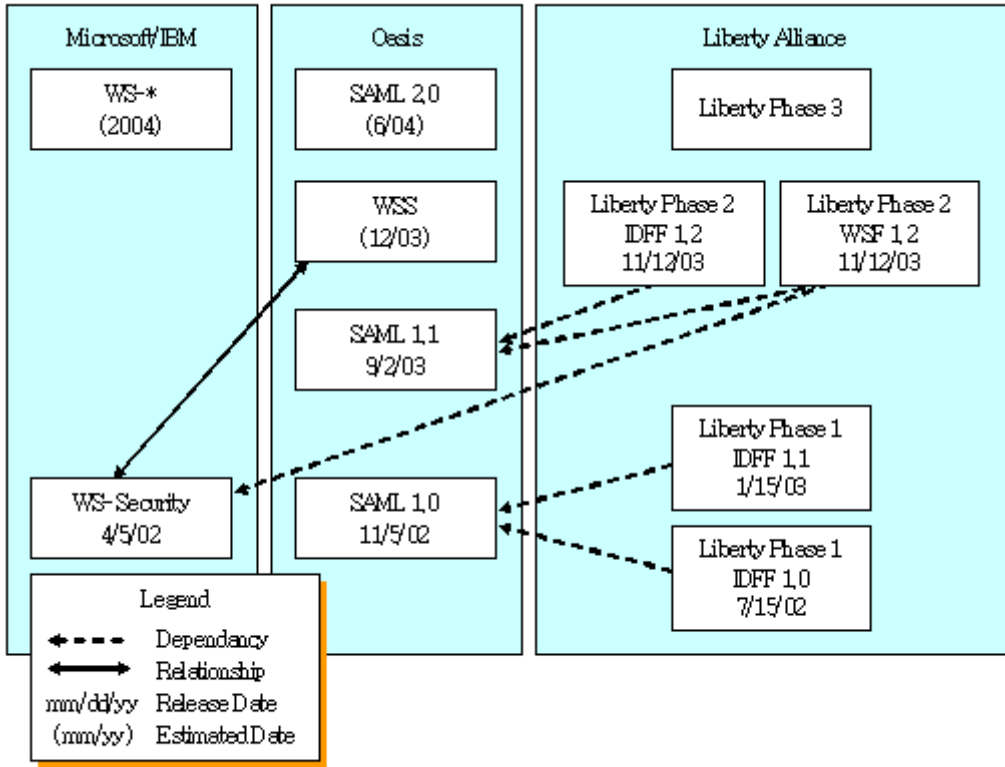 Microsoft/IBM
WS-*
(2004)
WS-Security
4/5/02
Oasis
SAML 2,0
(6/04)
WSS
(12/03)
SAML 1,1
9/2/03
SAML 1,0
11/5/02
Liberty Alliance
Liberty Phase 3
Liberty Phase 2
IDFF 1,2
11/12/03
Liberty Phase 2
WSF 1,2
11/12/03
Liberty Phase 1
IDFF 1,1
1/15/03
Liberty Phase 1
IDFF 1,0
7/15/02
Legend
Dependancy
Relationship
mm/dd/yy Release Date
(mm/yy) Estimated Date